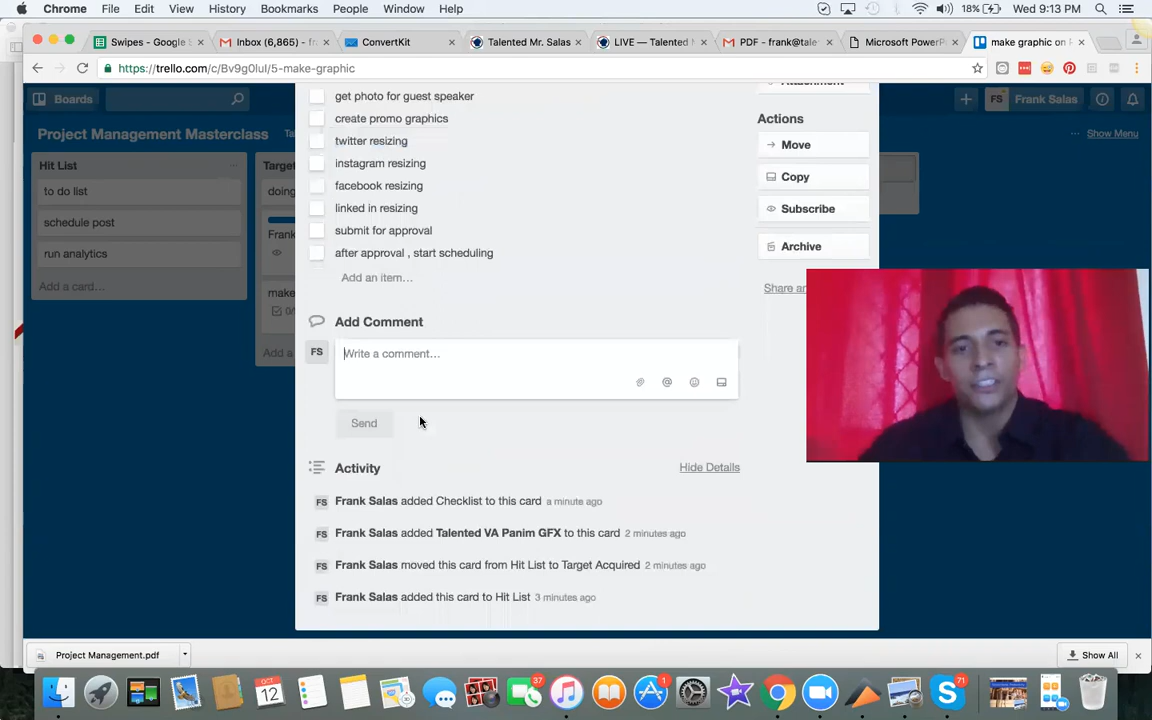 Chrome File Edit View History Bookmarks People Window Help 18% Wed 9:13 PM
Swipes - Google Inbox (6,865) - fr ConvertKit Talented Mr. Salas LIVE — Talented PDF - frank@tale Microsoft PowerP make graphic on
https://trello.com/c/Bv9g0lul/5-make-graphic
Boards FS Frank Salas
Project Management Masterclass Show Menu
Hit List
to do list
schedule post
run analytics
Add a card…
Target
doing
Frank
make
0/
Add a
get photo for guest speaker
create promo graphics
twitter resizing
instagram resizing
facebook resizing
linked in resizing
submit for approval
after approval , start scheduling
Add an item…
Add Comment
FS Write a comment…
Send
Activity Hide Details
FS Frank Salas added Checklist to this card a minute ago
FS Frank Salas added Talented VA Panim GFX to this card 2 minutes ago
FS Frank Salas moved this card from Hit List to Target Acquired 2 minutes ago
FS Frank Salas added this card to Hit List 3 minutes ago
Attachment
Actions
Move
Copy
Subscribe
Archive
Share
Project Management.pdf Show All
OCT
12
37
1
71